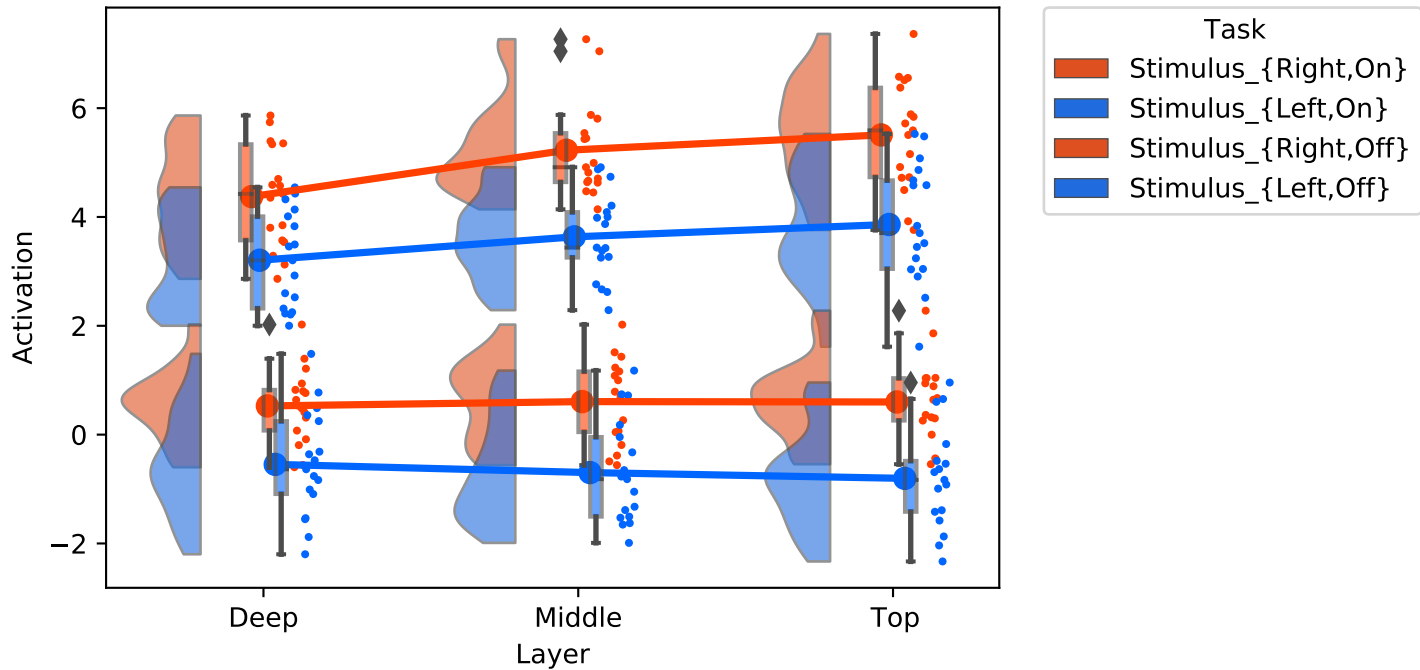 Activation
6
4
2
0
−2
Deep
Middle
Top
Layer
Task
Stimulus_{Right,On}
Stimulus_{Left,On}
Stimulus_{Right,Off}
Stimulus_{Left,Off}